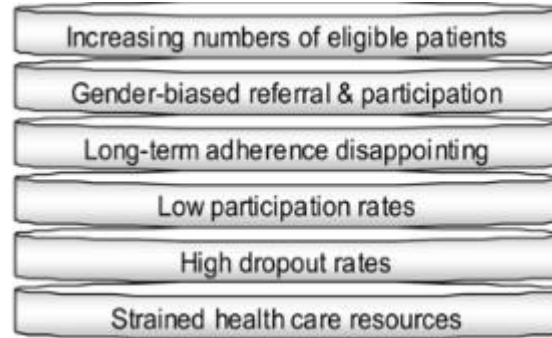 Increasing numbers of eligible patients
Gender-biased referral & participation
Long-term adherence disappointing
Low participation rates
High dropout rates
Strained health care resources